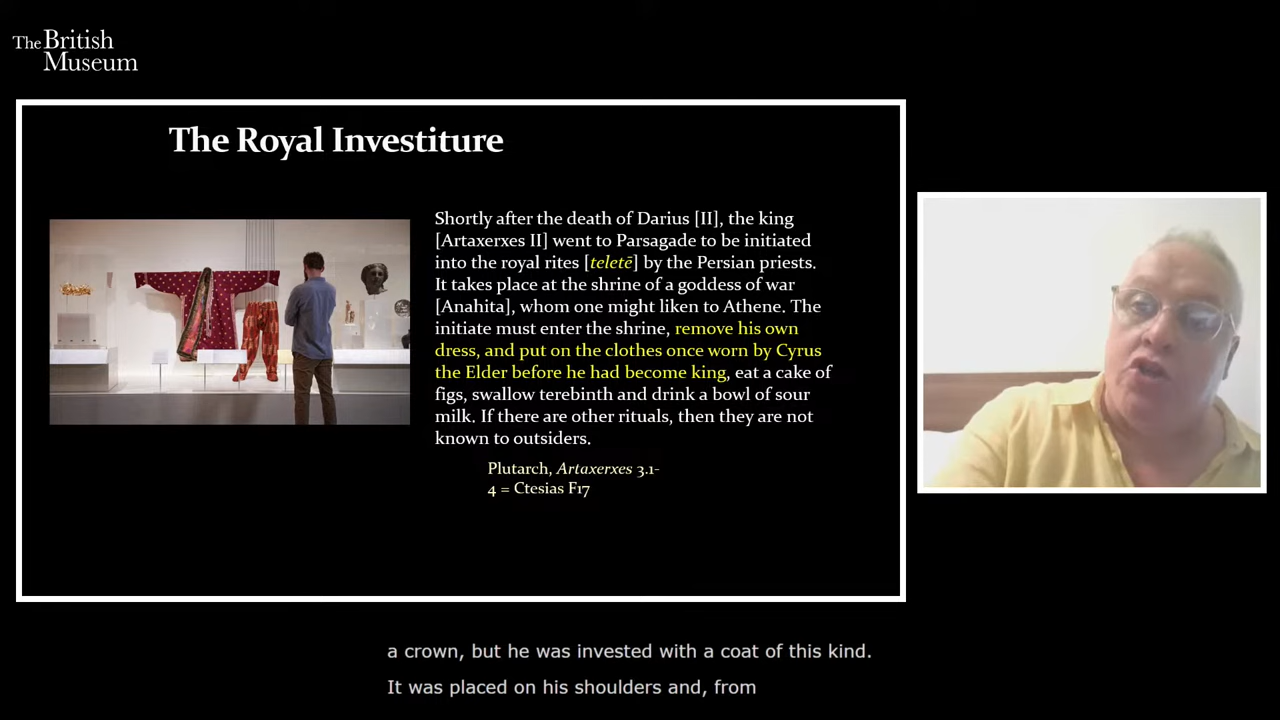 The British
Museum
The Royal Investiture
Shortly after the death of Darius [II], the king
[Artaxerxes II] went to Parsagade to be initiated
into the royal rites [teletē] by the Persian priests.
It takes place at the shrine of a goddess of war
[Anahita], whom one might liken to Athene. The
initiate must enter the shrine, remove his own
dress, and put on the clothes once worn by Cyrus
the Elder before he had become king, eat a cake of
figs, swallow terebinth and drink a bowl of sour
milk. If there are other rituals, then they are not
known to outsiders.
Plutarch, Artaxerxes 3.1-
4 = Ctesias F17
a crown, but he was invested with a coat of this kind.
It was placed on his shoulders and, from